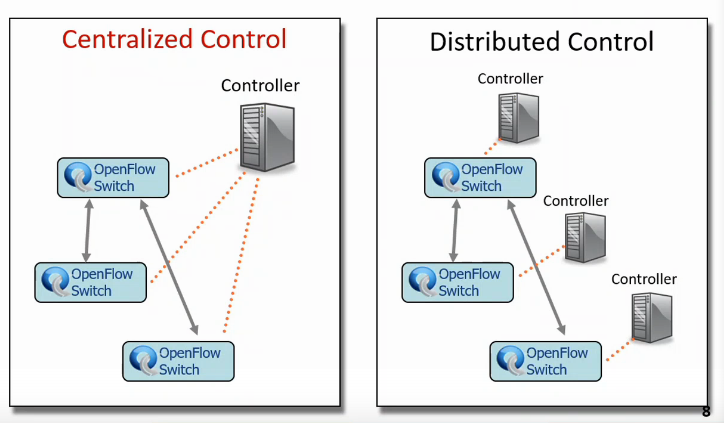 Centralized Control
Controller
OpenFlow
Switch
OpenFlow
Switch
OpenFlow
Switch
Distributed Control
Controller
OpenFlow
Switch
Controller
OpenFlow
Switch
Controller
OpenFlow
Switch
8